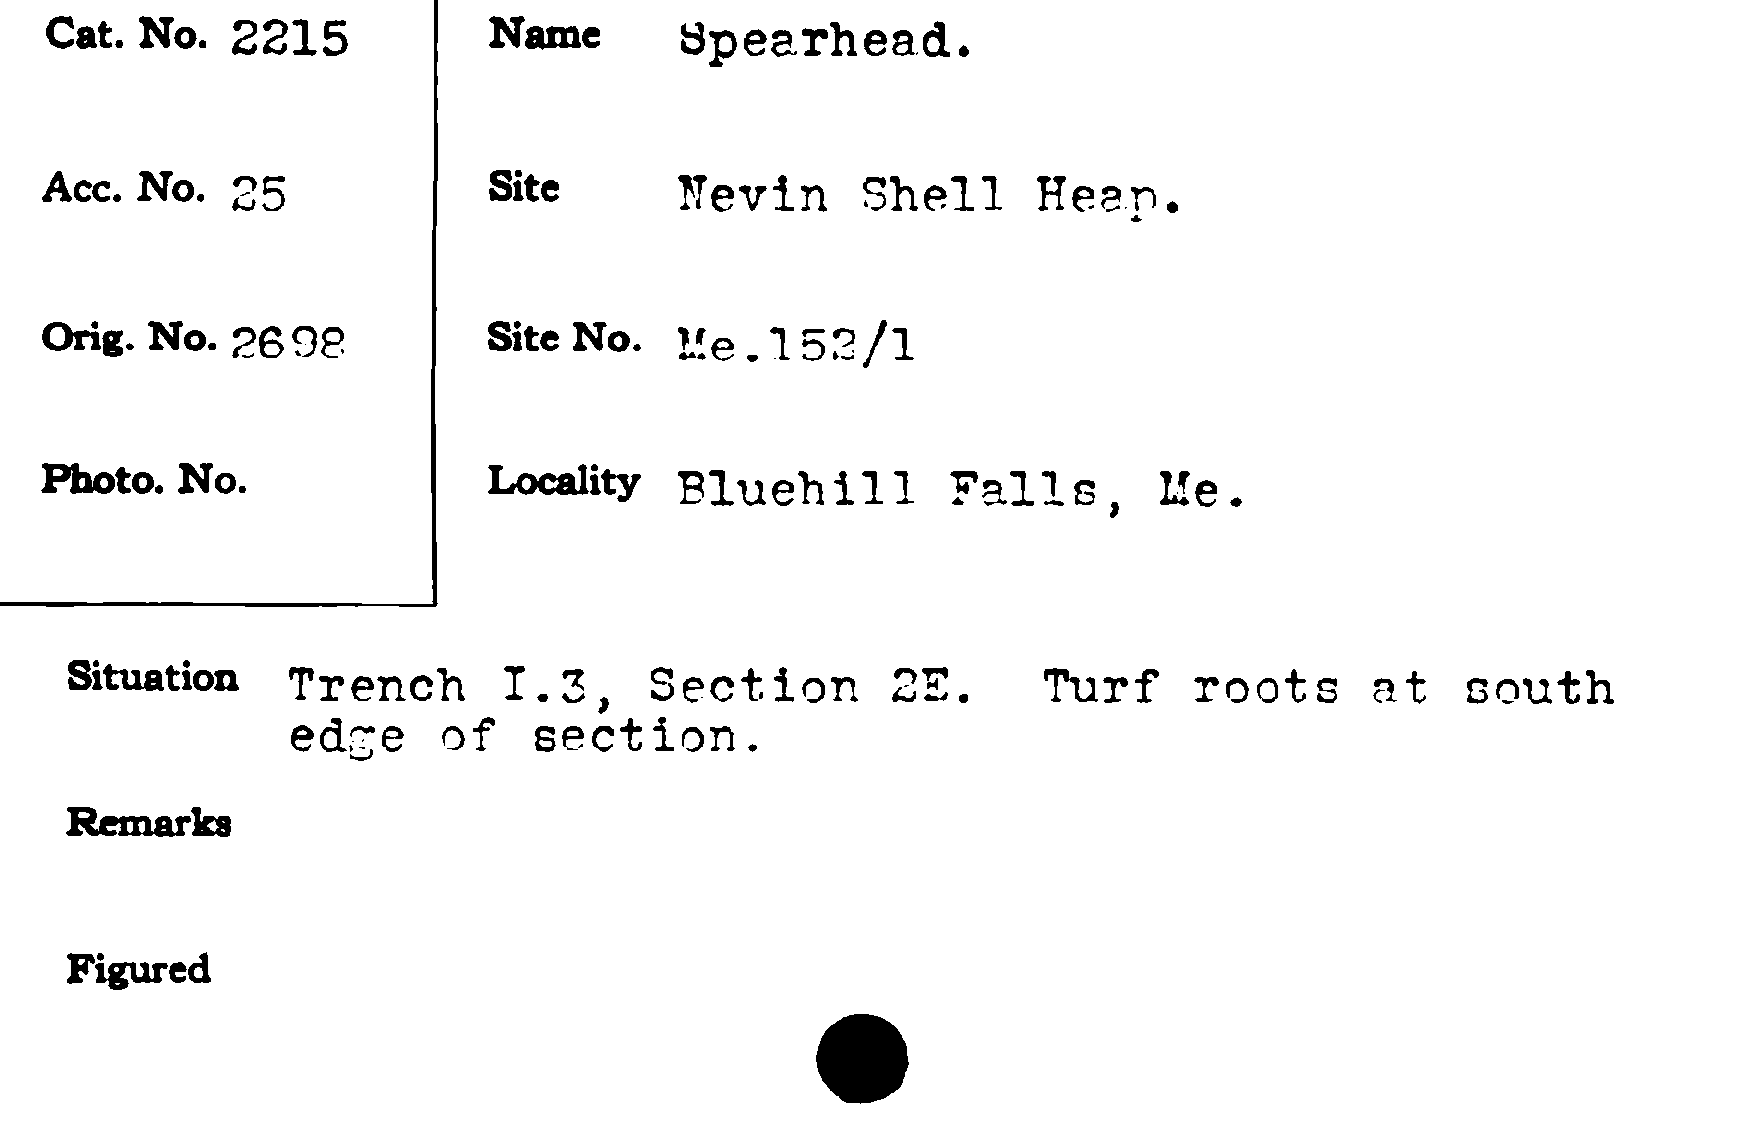 Cat. No. 2215 Name Spearhead.
Acc. No. 25 Site Nevin Shell Heap.
Orig. No. 2698 Site No. Me.152/1
Photo. No. Locality Bluehill Falls, Me.
Situation Trench I.3, Section 2E. Turf roots at south
edge of section.
Remarks
Figured